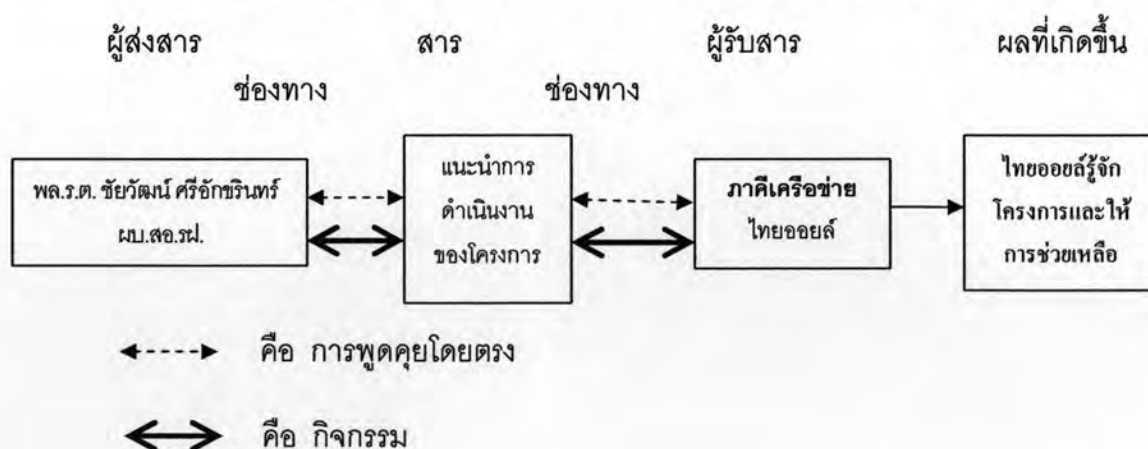 ผู้ส่งสาร สาร ผู้รับสาร ผลที่เกิดขึ้น
ช่องทาง ช่องทาง
พล.ร.ต. ชัยวัฒน์ ศรีอักขรินทร์
ผบ.สอ.รฝ.
แนะนำการ
ดำเนินงาน
ของโครงการ
ภาคีเครือข่าย
ไทยออยล์
ไทยออยล์รู้จัก
โครงการและให้
การช่วยเหลือ
คือ การพูดคุยโดยตรง
คือ กิจกรรม